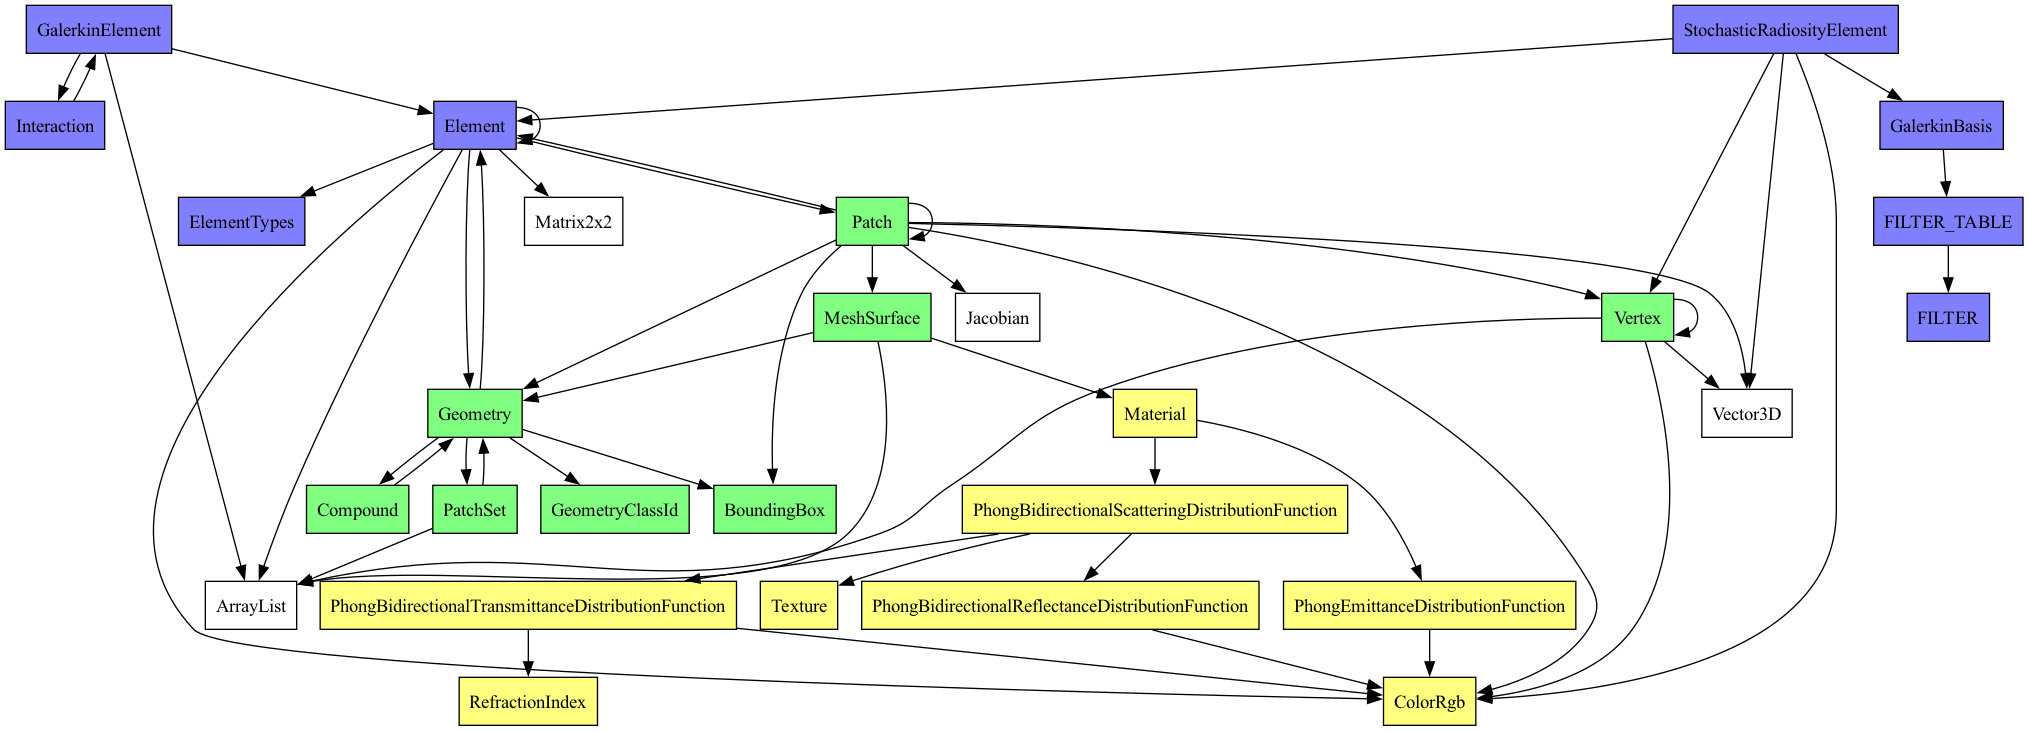 GalerkinElement
StochasticRadiosityElement
Interaction
Element
GalerkinBasis
ElementTypes
Matrix2x2
Patch
FILTER_TABLE
MeshSurface
Jacobian
Vertex
FILTER
Geometry
Material
Vector3D
Compound
PatchSet
GeometryClassId
BoundingBox
PhongBidirectionalScatteringDistributionFunction
ArrayList
PhongBidirectionalTransmittanceDistributionFunction
Texture
PhongBidirectionalReflectanceDistributionFunction
PhongEmittanceDistributionFunction
RefractionIndex
ColorRgb